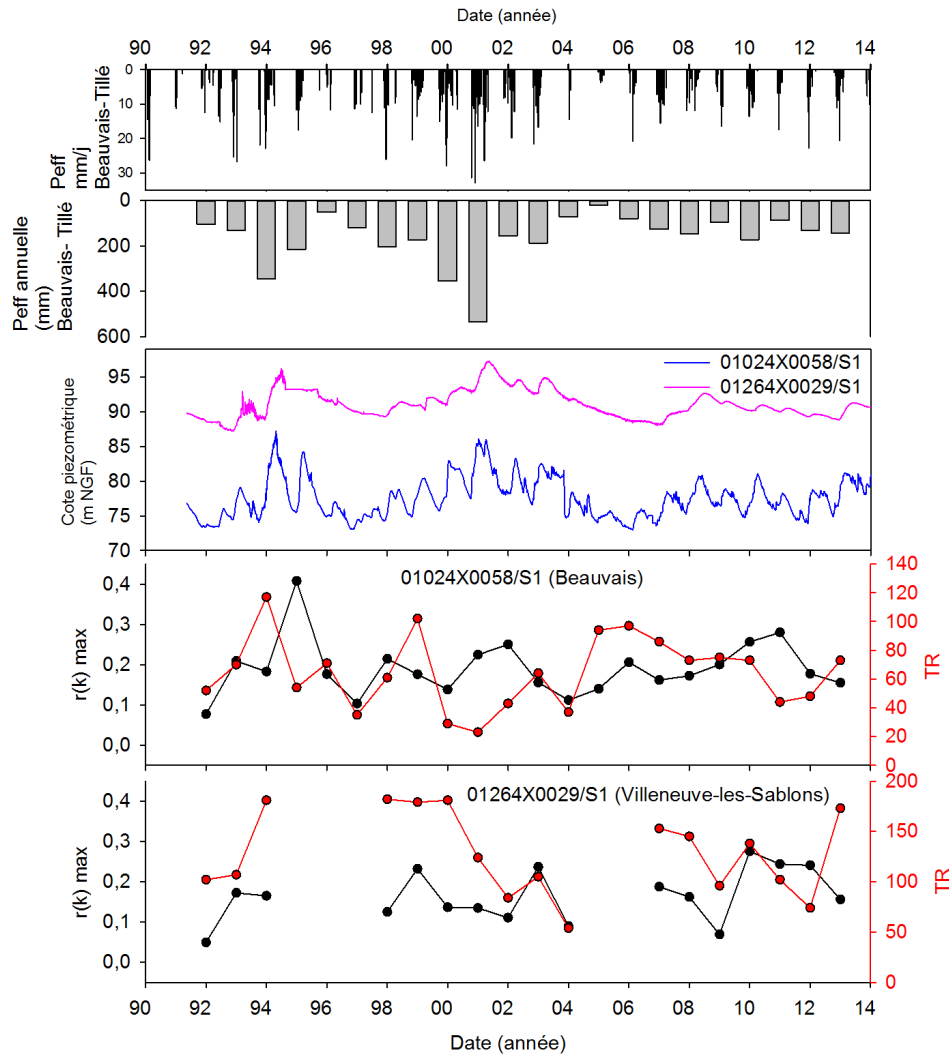 Date (année)
90 92 94 96 98 00 02 04 06 08 10 12 14
Peff
mm/j
Beauvais-Tillé
0
10
20
30
Peff annuelle
(mm)
Beauvais- Tillé
0
200
400
600
Cote piezométrique
(m NGF)
95
90
85
80
75
70
01024X0058/S1
01264X0029/S1
01024X0058/S1 (Beauvais)
r(k) max
0,4
0,3
0,2
0,1
0,0
140
120
100
80
60
40
20
0
TR
01264X0029/S1 (Villeneuve-les-Sablons)
r(k) max
0,4
0,3
0,2
0,1
0,0
200
150
100
50
0
TR
90 92 94 96 98 00 02 04 06 08 10 12 14
Date (année)